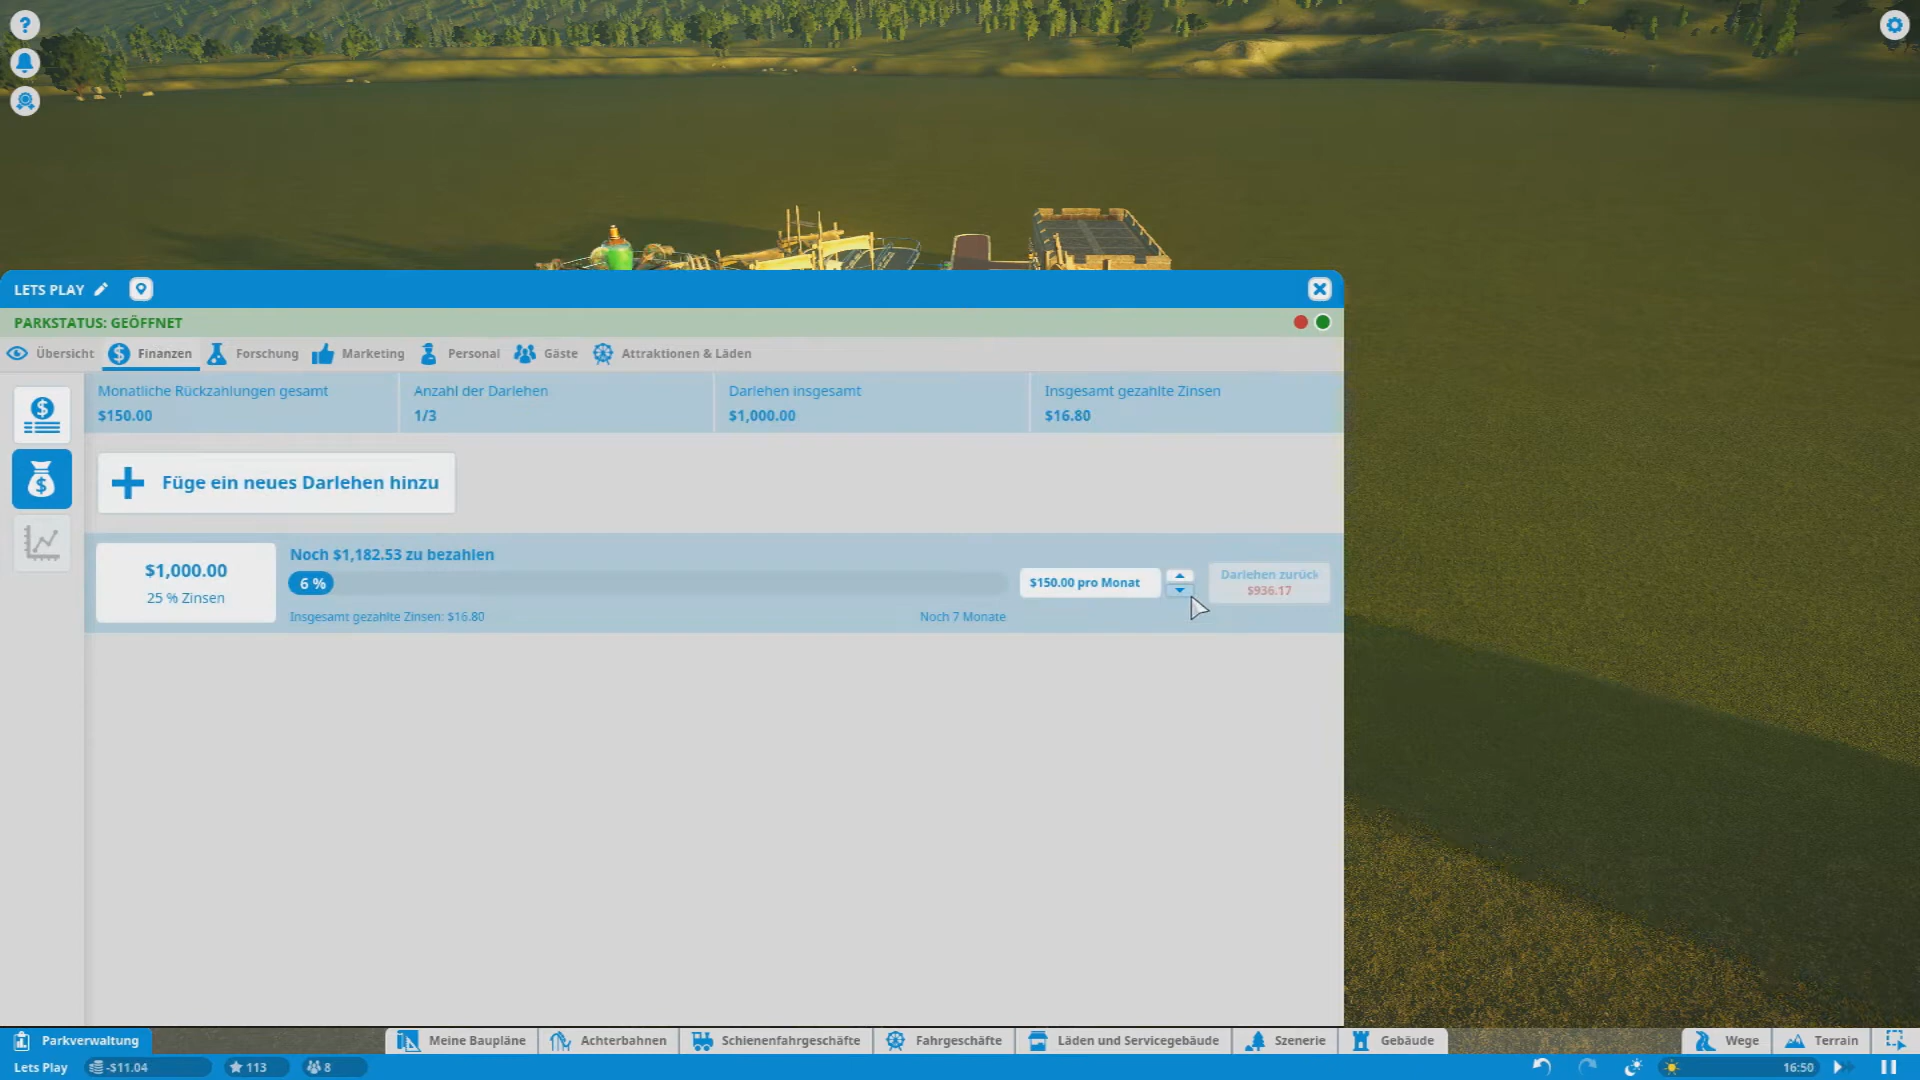 LETS PLAY
PARKSTATUS: GEÖFFNET
Übersicht
Finanzen
Forschung
Marketing
Personal
Gäste
Attraktionen & Läden
Monatliche Rückzahlungen gesamt
$150.00
Anzahl der Darlehen
1/3
Darlehen insgesamt
$1,000.00
Insgesamt gezahlte Zinsen
$16.80
Füge ein neues Darlehen hinzu
$1,000.00
25 % Zinsen
Noch $1,182.53 zu bezahlen
6 %
Insgesamt gezahlte Zinsen: $16.80
Noch 7 Monate
$150.00 pro Monat
Darlehen zurück
$936.17
Parkverwaltung
Meine Baupläne
Achterbahnen
Schienenfahrgeschäfte
Fahrgeschäfte
Läden und Servicegebäude
Szenerie
Gebäude
Wege
Terrain
Lets Play
-$11.04
113
8
16:50